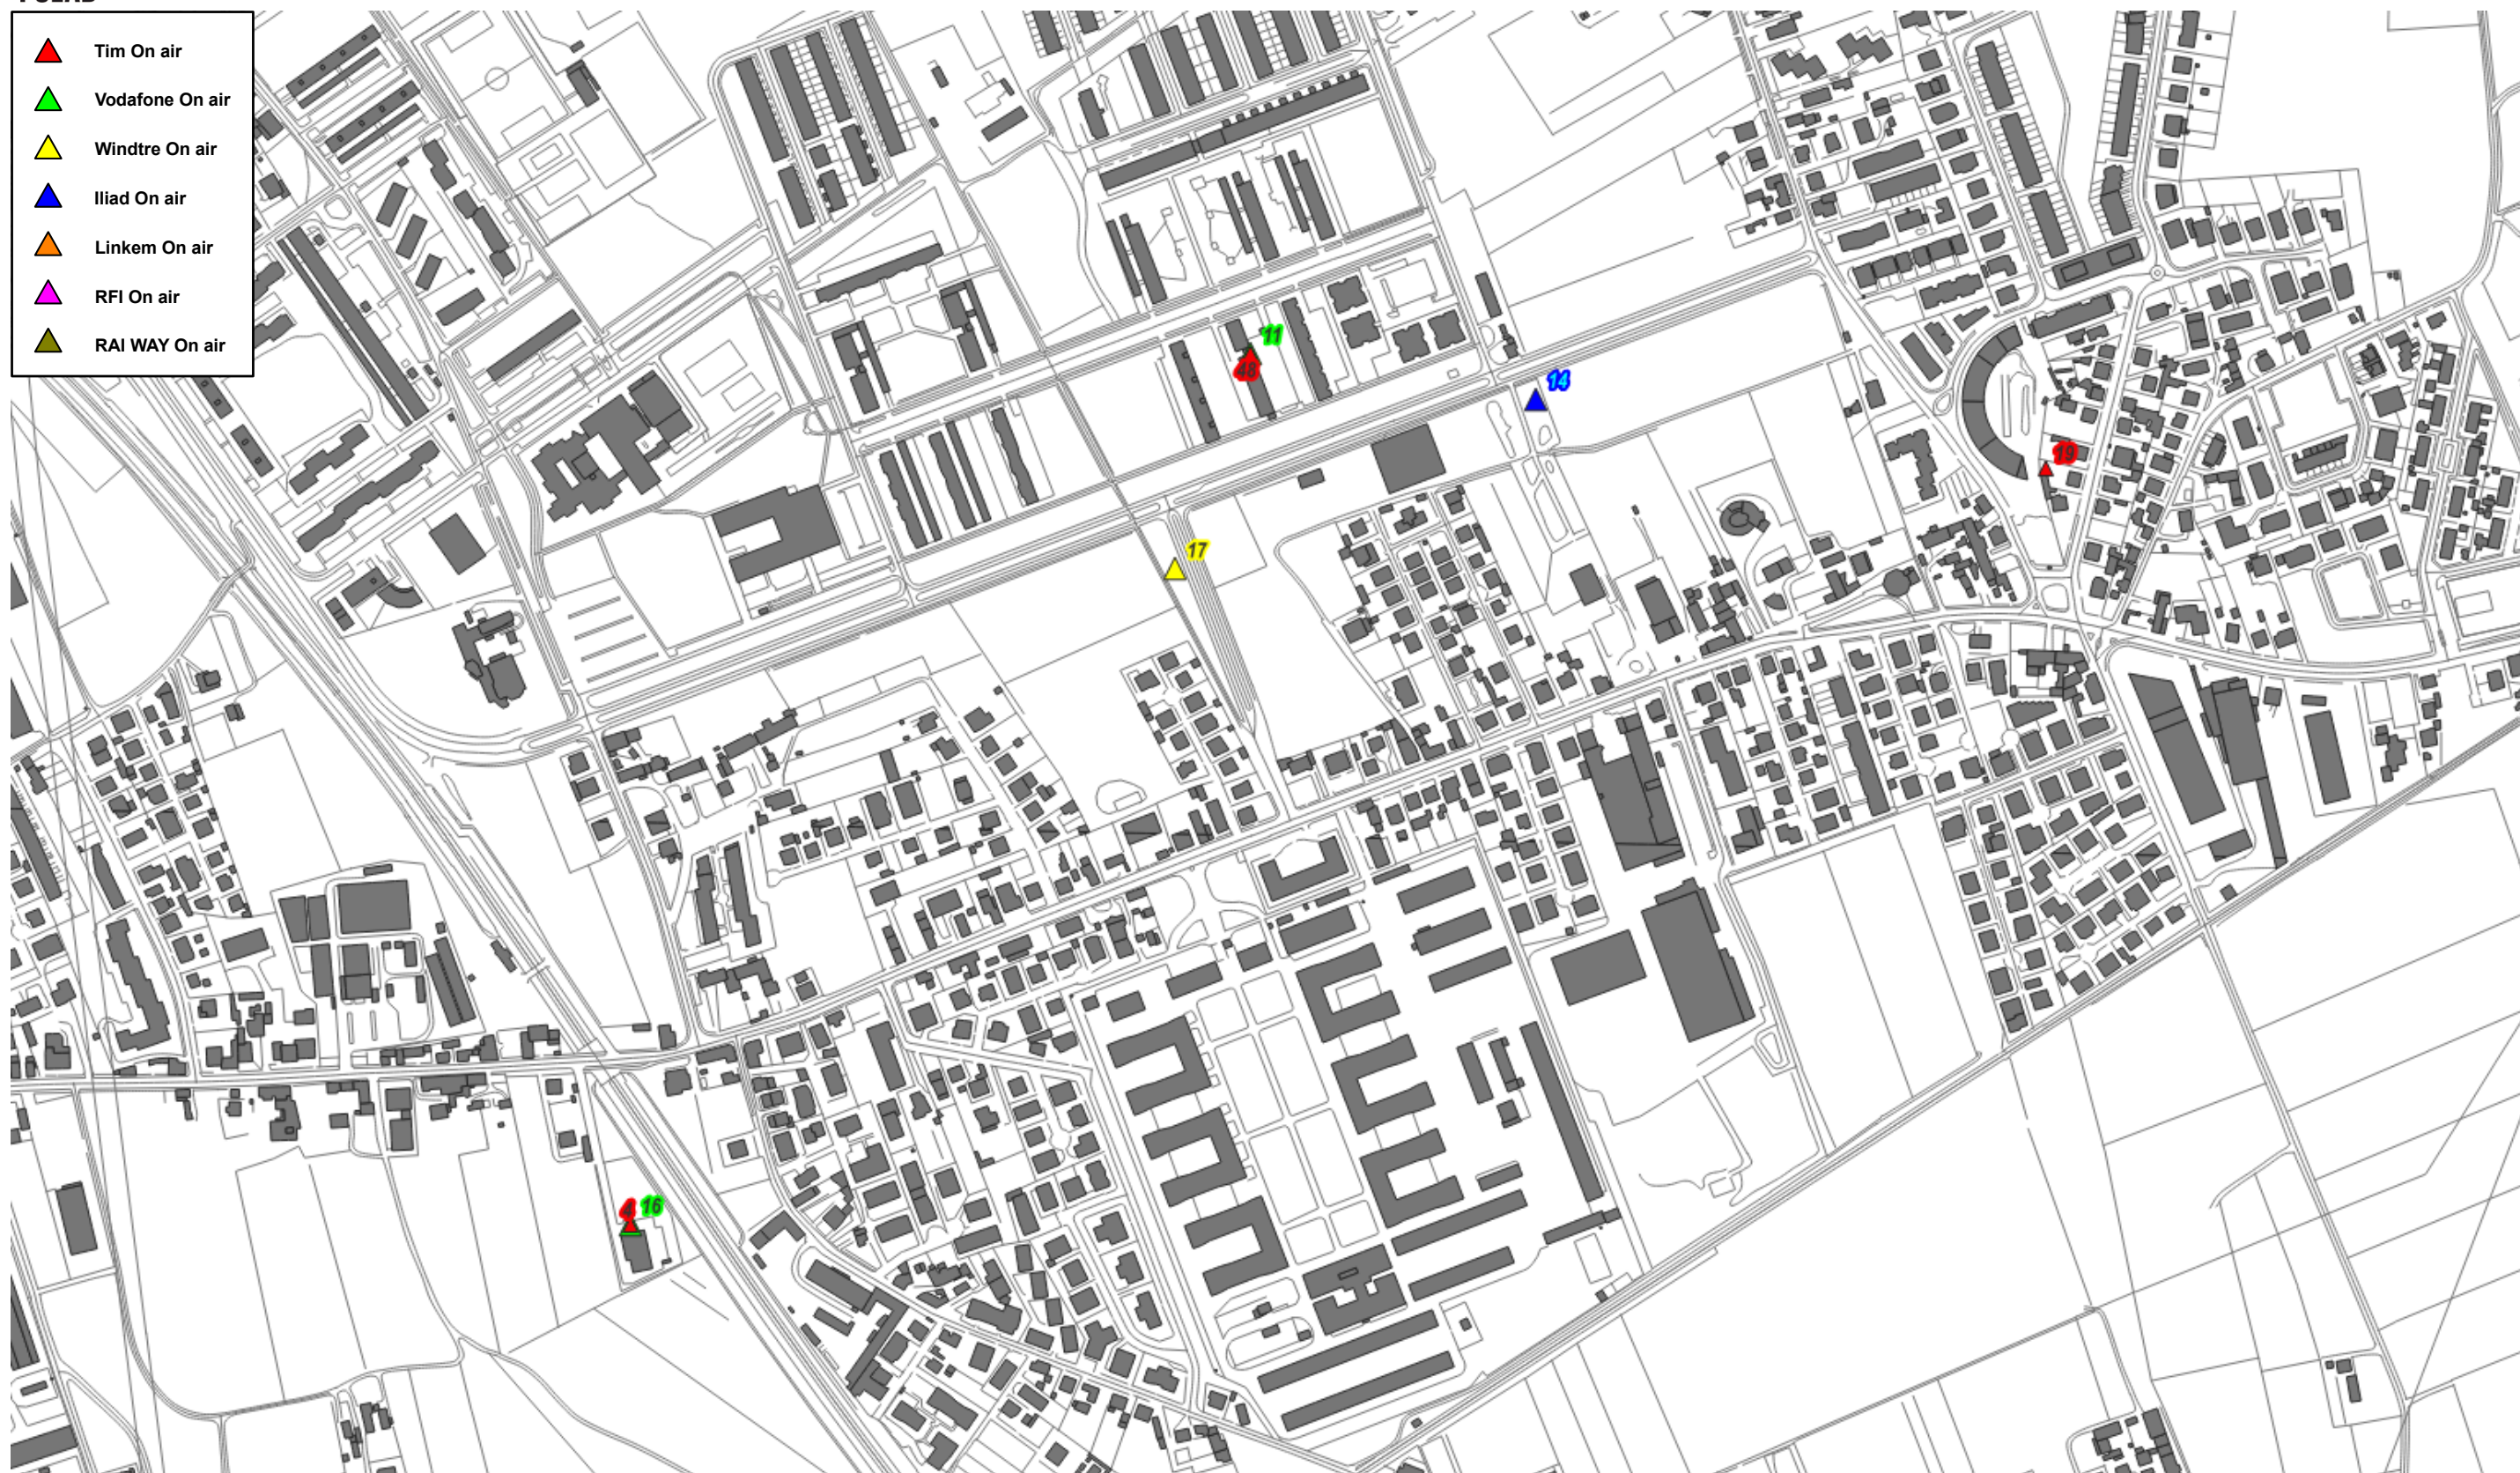 Tim On air
Vodafone On air
Windtre On air
Iliad On air
Linkem On air
RFI On air
RAI WAY On air
11
48
14
19
17
4 16